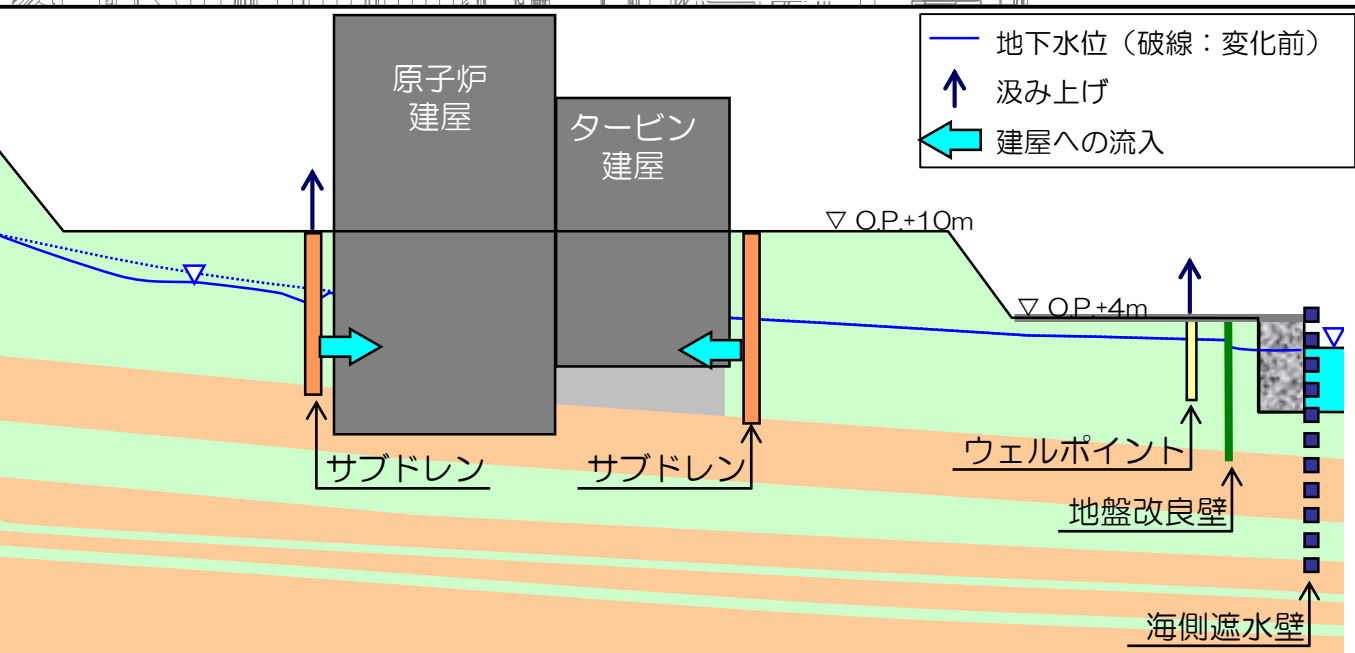 地下水位（破線：変化前）
汲み上げ
建屋への流入
原子炉
建屋
タービン
建屋
▽ O.P.+10m
▽ O.P.+4m
サブドレン
サブドレン
ウェルポイント
地盤改良壁
海側遮水壁